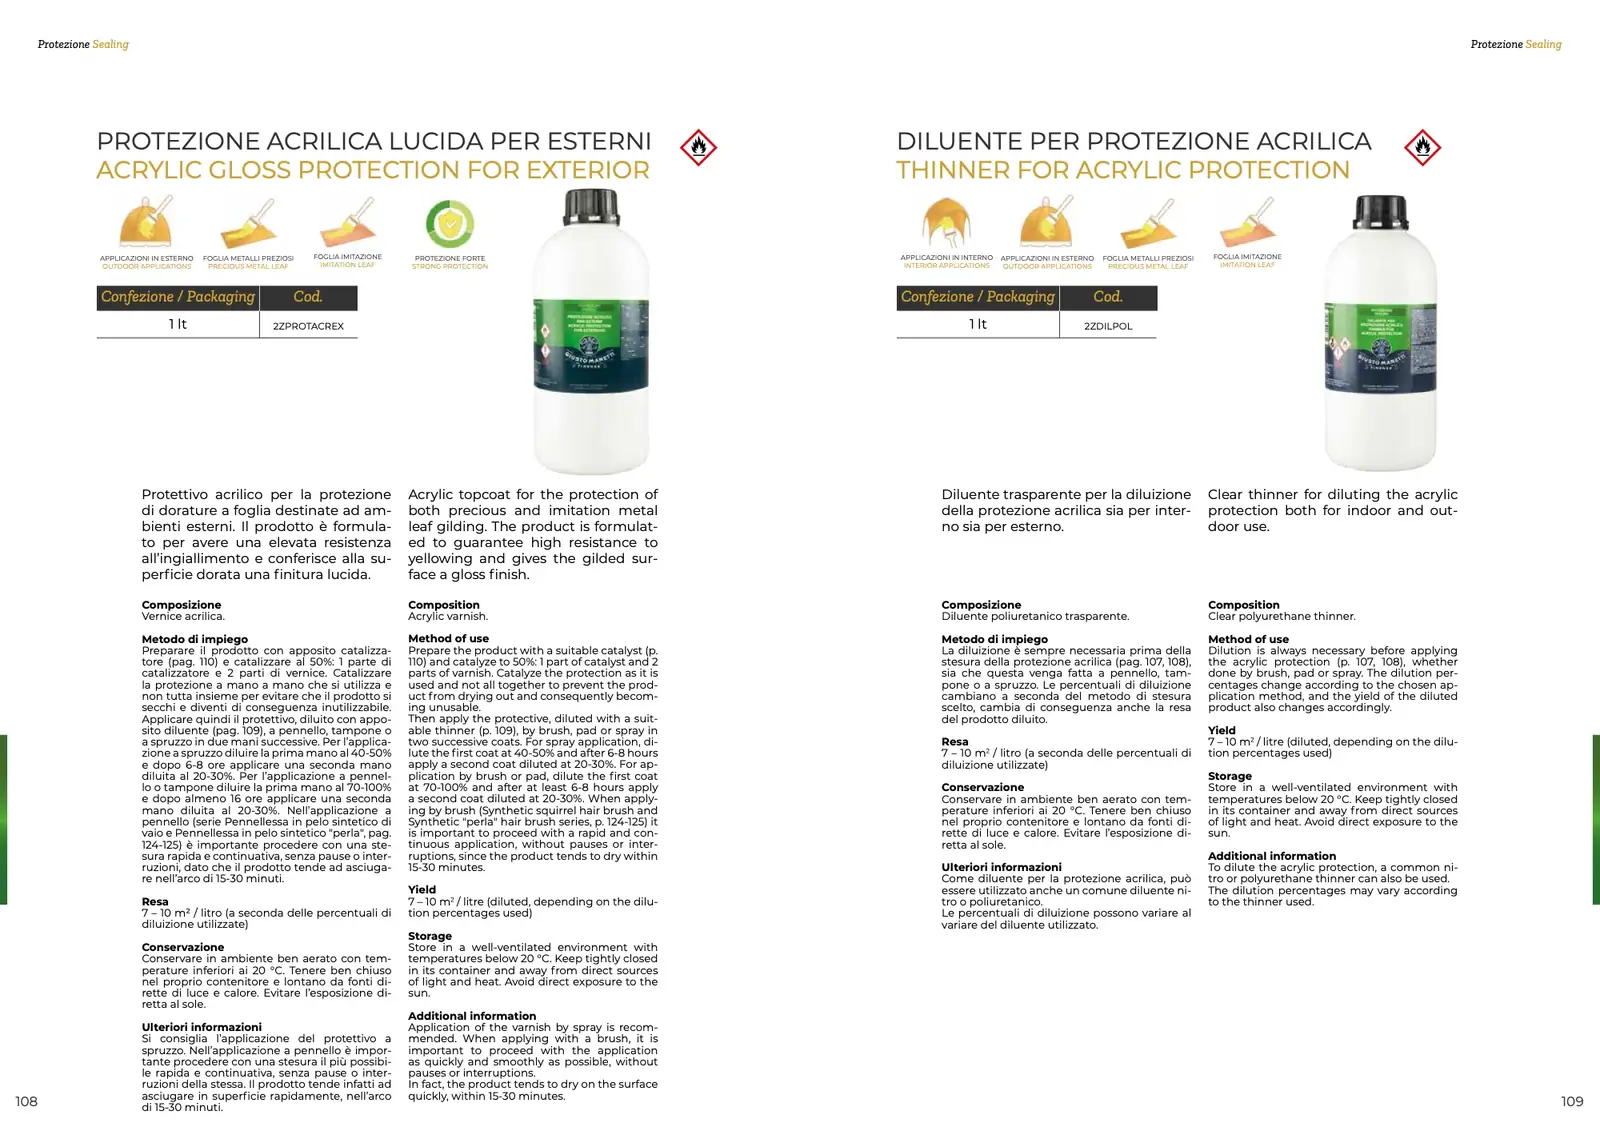 Protezione Sealing
PROTEZIONE ACRILICA LUCIDA PER ESTERNI
ACRYLIC GLOSS PROTECTION FOR EXTERIOR
APPLICAZIONI IN ESTERNO
OUTDOOR APPLICATIONS
FOGLIA METALLI PREZIOSI
PRECIOUS METAL LEAF
FOGLIA IMITAZIONE
IMITATION LEAF
PROTEZIONE FORTE
STRONG PROTECTION
Confezione / Packaging Cod.
1 lt 2ZPROTACREX
PROTEZIONE ACRILICA
PER ESTERNI
ACRYLIC PROTECTION
FOR EXTERIORS
GIUSTO MANETTI
FIRENZE
Protettivo acrilico per la protezione
di dorature a foglia destinate ad am-
bienti esterni. Il prodotto è formula-
to per avere una elevata resistenza
all'ingiallimento e conferisce alla su-
perficie dorata una finitura lucida.
Acrylic topcoat for the protection of
both precious and imitation metal
leaf gilding. The product is formulat-
ed to guarantee high resistance to
yellowing and gives the gilded sur-
face a gloss finish.
Composizione
Vernice acrilica.
Metodo di impiego
Preparare il prodotto con apposito catalizza-
tore (pag. 110) e catalizzare al 50%: 1 parte di
catalizzatore e 2 parti di vernice. Catalizzare
la protezione a mano a mano che si utilizza e
non tutta insieme per evitare che il prodotto si
secchi e diventi di conseguenza inutilizzabile.
Applicare quindi il protettivo, diluito con appo-
sito diluente (pag. 109), a pennello, tampone o
a spruzzo in due mani successive. Per l'applica-
zione a spruzzo diluire la prima mano al 40-50%
e dopo 6-8 ore applicare una seconda mano
diluita al 20-30%. Per l'applicazione a pennel-
lo o tampone diluire la prima mano al 70-100%
e dopo almeno 16 ore applicare una seconda
mano diluita al 20-30%. Nell'applicazione a
pennello (serie Pennellessa in pelo sintetico di
vaio e Pennellessa in pelo sintetico "perla", pag.
124-125) è importante procedere con una ste-
sura rapida e continuativa, senza pause o inter-
ruzioni, dato che il prodotto tende ad asciuga-
re nell'arco di 15-30 minuti.
Resa
7 – 10 m² / litro (a seconda delle percentuali di
diluizione utilizzate)
Conservazione
Conservare in ambiente ben aerato con tem-
perature inferiori ai 20 °C. Tenere ben chiuso
nel proprio contenitore e lontano da fonti di-
rette di luce e calore. Evitare l'esposizione di-
retta al sole.
Ulteriori informazioni
Si consiglia l'applicazione del protettivo a
spruzzo. Nell'applicazione a pennello è impor-
tante procedere con una stesura il più possibi-
le rapida e continuativa, senza pause o inter-
ruzioni della stessa. Il prodotto tende infatti ad
asciugare in superficie rapidamente, nell'arco
di 15-30 minuti.
Composition
Acrylic varnish.
Method of use
Prepare the product with a suitable catalyst (p.
110) and catalyze to 50%: 1 part of catalyst and 2
parts of varnish. Catalyze the protection as it is
used and not all together to prevent the prod-
uct from drying out and consequently becom-
ing unusable.
Then apply the protective, diluted with a suit-
able thinner (p. 109), by brush, pad or spray in
two successive coats. For spray application, di-
lute the first coat at 40-50% and after 6-8 hours
apply a second coat diluted at 20-30%. For ap-
plication by brush or pad, dilute the first coat
at 70-100% and after at least 6-8 hours apply
a second coat diluted at 20-30%. When apply-
ing by brush (Synthetic squirrel hair brush and
Synthetic "perla" hair brush series, p. 124-125) it
is important to proceed with a rapid and con-
tinuous application, without pauses or inter-
ruptions, since the product tends to dry within
15-30 minutes.
Yield
7 – 10 m² / litre (diluted, depending on the dilu-
tion percentages used)
Storage
Store in a well-ventilated environment with
temperatures below 20 °C. Keep tightly closed
in its container and away from direct sources
of light and heat. Avoid direct exposure to the
sun.
Additional information
Application of the varnish by spray is recom-
mended. When applying with a brush, it is
important to proceed with the application
as quickly and smoothly as possible, without
pauses or interruptions.
In fact, the product tends to dry on the surface
quickly, within 15-30 minutes.
108
Protezione Sealing
DILUENTE PER PROTEZIONE ACRILICA
THINNER FOR ACRYLIC PROTECTION
APPLICAZIONI IN INTERNO
INTERIOR APPLICATIONS
APPLICAZIONI IN ESTERNO
OUTDOOR APPLICATIONS
FOGLIA METALLI PREZIOSI
PRECIOUS METAL LEAF
FOGLIA IMITAZIONE
IMITATION LEAF
Confezione / Packaging Cod.
1 lt 2ZDILPOL
DILUENTE PER
PROTEZIONE ACRILICA
THINNER FOR
ACRYLIC PROTECTION
GIUSTO MANETTI
FIRENZE
Diluente trasparente per la diluizione
della protezione acrilica sia per inter-
no sia per esterno.
Clear thinner for diluting the acrylic
protection both for indoor and out-
door use.
Composizione
Diluente poliuretanico trasparente.
Metodo di impiego
La diluizione è sempre necessaria prima della
stesura della protezione acrilica (pag. 107, 108),
sia che questa venga fatta a pennello, tam-
pone o a spruzzo. Le percentuali di diluizione
cambiano a seconda del metodo di stesura
scelto, cambia di conseguenza anche la resa
del prodotto diluito.
Resa
7 – 10 m² / litro (a seconda delle percentuali di
diluizione utilizzate)
Conservazione
Conservare in ambiente ben aerato con tem-
perature inferiori ai 20 °C. Tenere ben chiuso
nel proprio contenitore e lontano da fonti di-
rette di luce e calore. Evitare l'esposizione di-
retta al sole.
Ulteriori informazioni
Come diluente per la protezione acrilica, può
essere utilizzato anche un comune diluente ni-
tro o poliuretanico.
Le percentuali di diluizione possono variare al
variare del diluente utilizzato.
Composition
Clear polyurethane thinner.
Method of use
Dilution is always necessary before applying
the acrylic protection (p. 107, 108), whether
done by brush, pad or spray. The dilution per-
centages change according to the chosen ap-
plication method, and the yield of the diluted
product also changes accordingly.
Yield
7 – 10 m² / litre (diluted, depending on the dilu-
tion percentages used)
Storage
Store in a well-ventilated environment with
temperatures below 20 °C. Keep tightly closed
in its container and away from direct sources
of light and heat. Avoid direct exposure to the
sun.
Additional information
To dilute the acrylic protection, a common ni-
tro or polyurethane thinner can also be used.
The dilution percentages may vary according
to the thinner used.
109